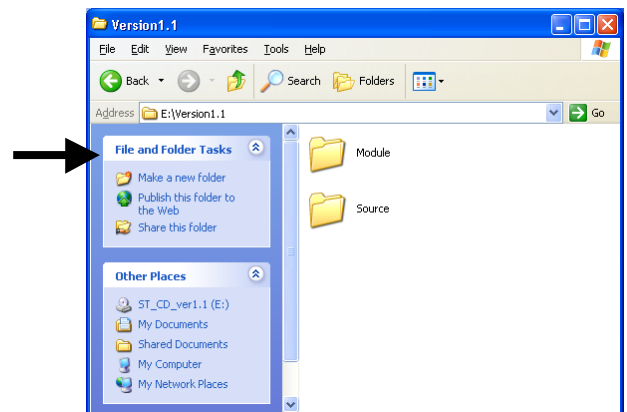 Version1.1
File Edit View Favorites Tools Help
Back Search Folders
Address E:\Version1.1 Go
File and Folder Tasks
Make a new folder
Publish this folder to
the Web
Share this folder
Other Places
ST_CD_ver1.1 (E:)
My Documents
Shared Documents
My Computer
My Network Places
Module
Source